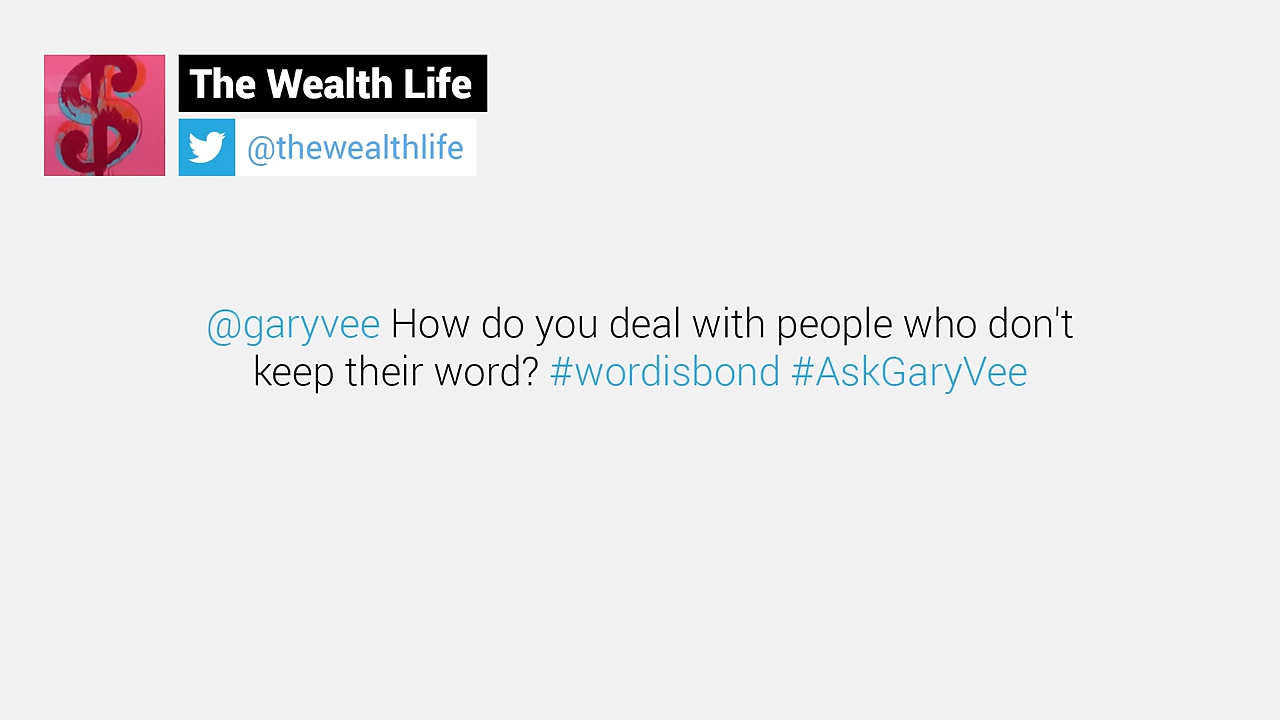 The Wealth Life
@thewealthlife
@garyvee How do you deal with people who don't
keep their word? #wordisbond #AskGaryVee